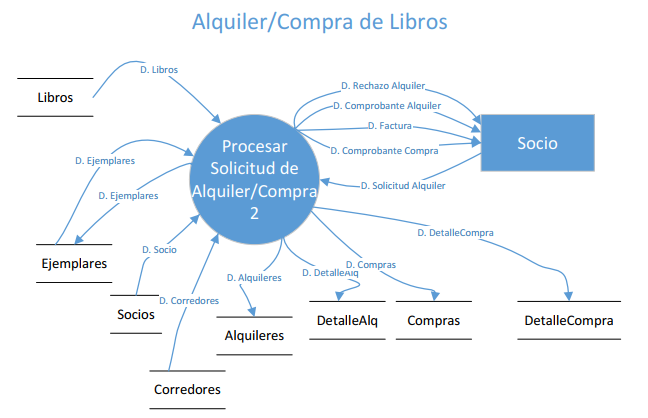 Alquiler/Compra de Libros
D. Libros
Libros
D. Rechazo Alquiler
D. Comprobante Alquiler
D. Factura
D. Comprobante Compra
D. Solicitud Alquiler
Socio
Procesar
Solicitud de
Alquiler/Compra
2
D. Ejemplares
D. Ejemplares
Ejemplares
D. Socio
Socios
D. Corredores
Corredores
D. Alquileres
Alquileres
D. DetalleAlq
DetalleAlq
D. Compras
Compras
D. DetalleCompra
DetalleCompra